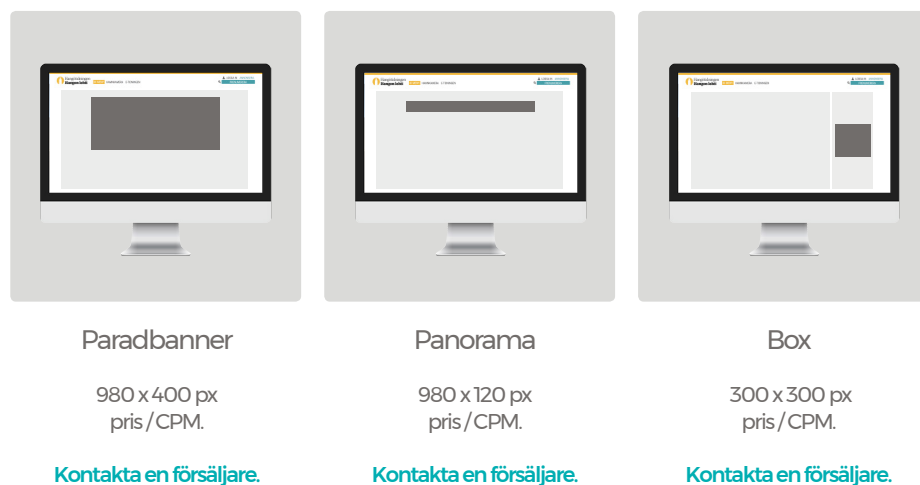 Paradbanner
980 x 400 px
pris / CPM.
Kontakta en försäljare.
Panorama
980 x 120 px
pris / CPM.
Kontakta en försäljare.
Box
300 x 300 px
pris / CPM.
Kontakta en försäljare.